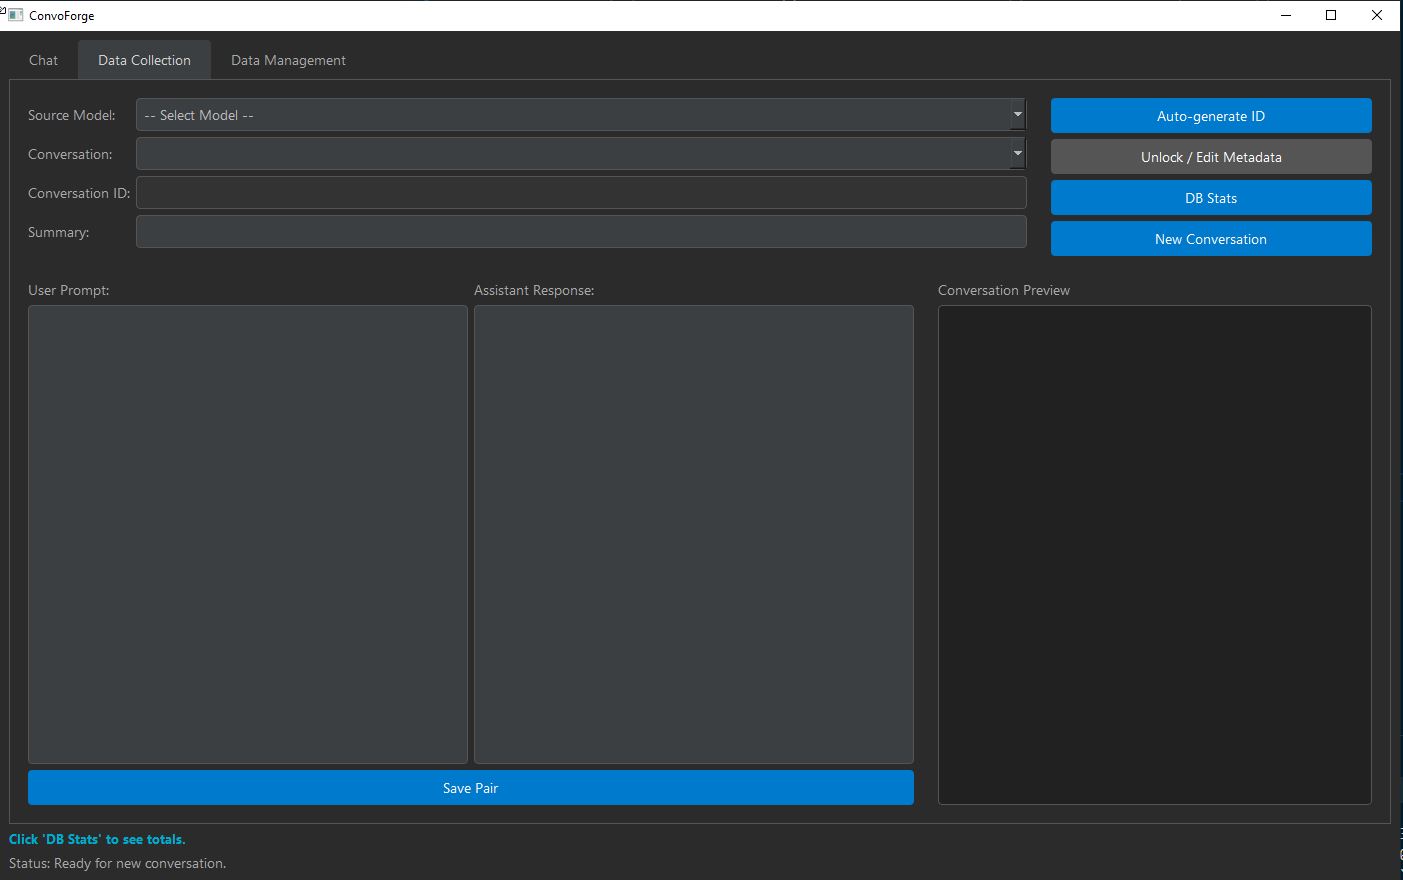 ConvoForge
Chat Data Collection Data Management
Source Model: -- Select Model -- Auto-generate ID
Conversation: Unlock / Edit Metadata
Conversation ID: DB Stats
Summary: New Conversation
User Prompt: Assistant Response: Conversation Preview
Save Pair
Click 'DB Stats' to see totals.
Status: Ready for new conversation.